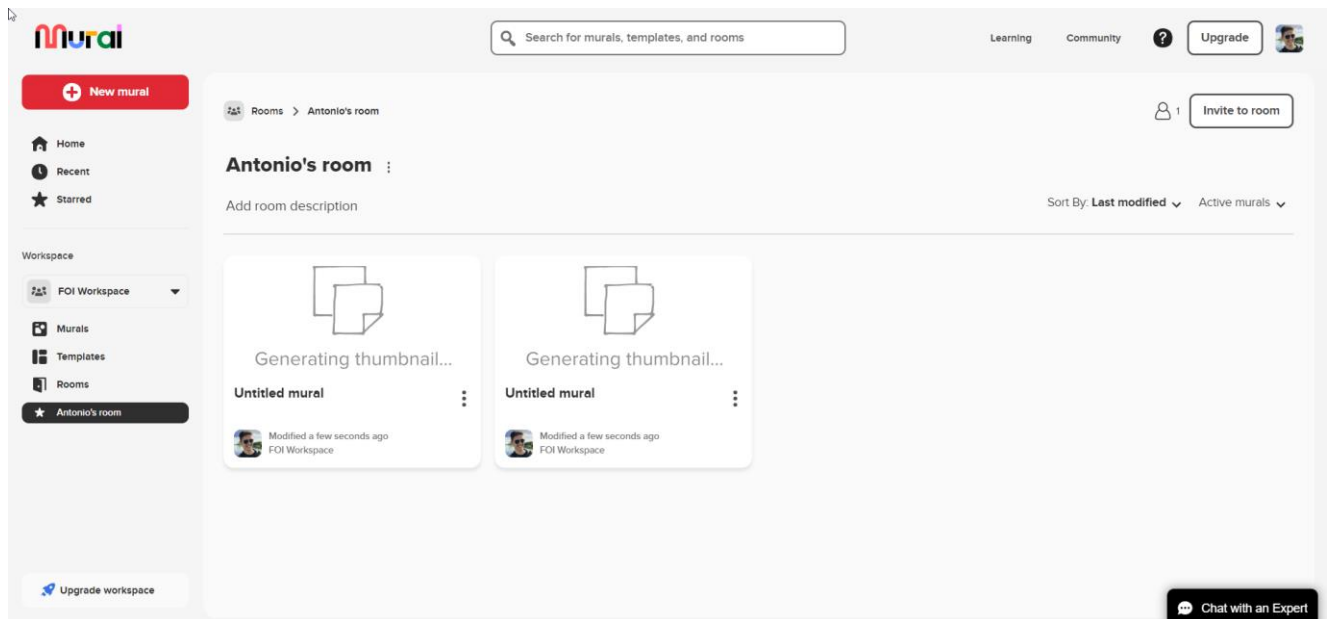 Mural
Search for murals, templates, and rooms
Learning
Community
?
Upgrade
New mural
Home
Recent
Starred
Workspace
FOI Workspace
Murals
Templates
Rooms
Antonio's room
Upgrade workspace
Rooms > Antonio's room
1
Invite to room
Antonio's room
Add room description
Sort By: Last modified
Active murals
Generating thumbnail...
Untitled mural
Modified a few seconds ago
FOI Workspace
Generating thumbnail...
Untitled mural
Modified a few seconds ago
FOI Workspace
Chat with an Expert